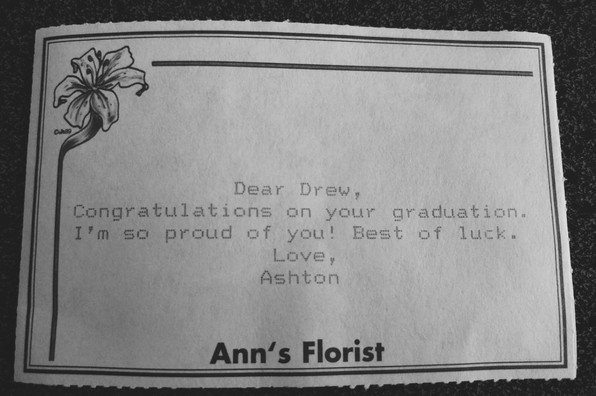 Dear Drew,
Congratulations on your graduation.
I'm so proud of you! Best of luck.
Love,
Ashton
Ann's Florist